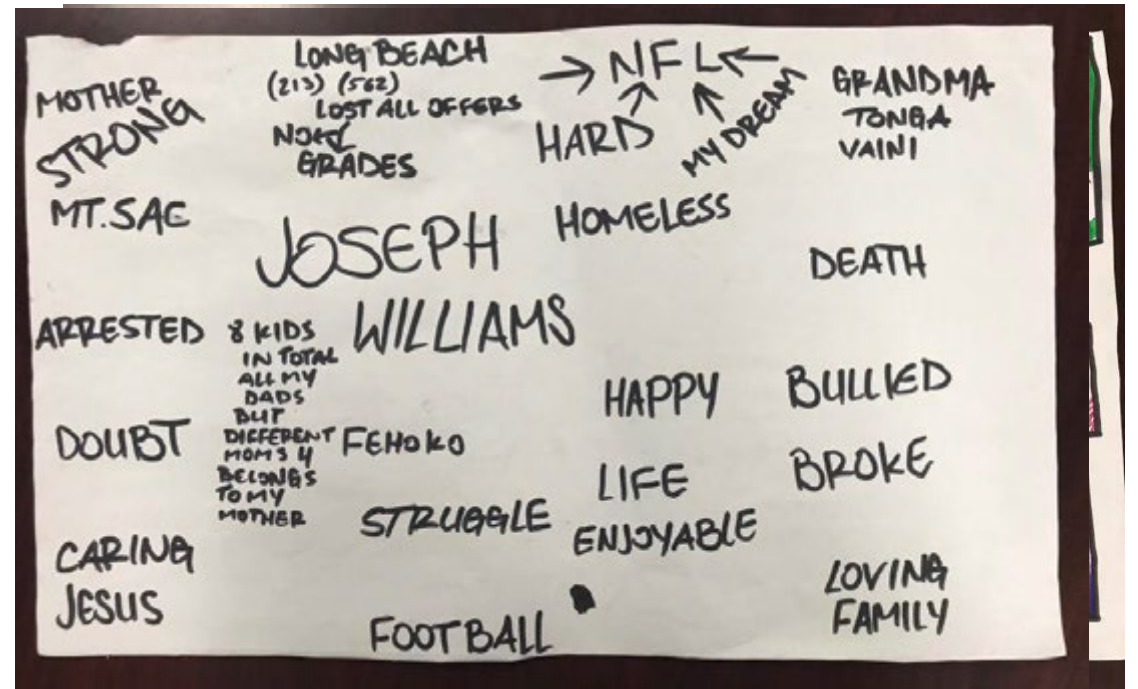 MOTHER
STRONG
MT. SAC
ARRESTED
DOUBT
CARING
JESUS
LONG BEACH
(213) (562)
LOST ALL OFFERS
GRADES
JOSEPH
WILLIAMS
8 KIDS
IN TOTAL
ALL MY
DADS
BUT
DIFFERENT
MOMS 4
BELONGS
TO MY
MOTHER
FEHOKO
STRUGGLE
FOOTBALL
→ NFL ←
HARD
MY DREAM
HOMELESS
HAPPY
LIFE
ENJOYABLE
GRANDMA
TONGA
VAINI
DEATH
BULLIED
BROKE
LOVING
FAMILY